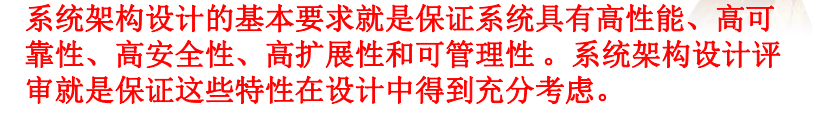 系统架构设计的基本要求就是保证系统具有高性能、高可
靠性、高安全性、高扩展性和可管理性 。系统架构设计评
审就是保证这些特性在设计中得到充分考虑。